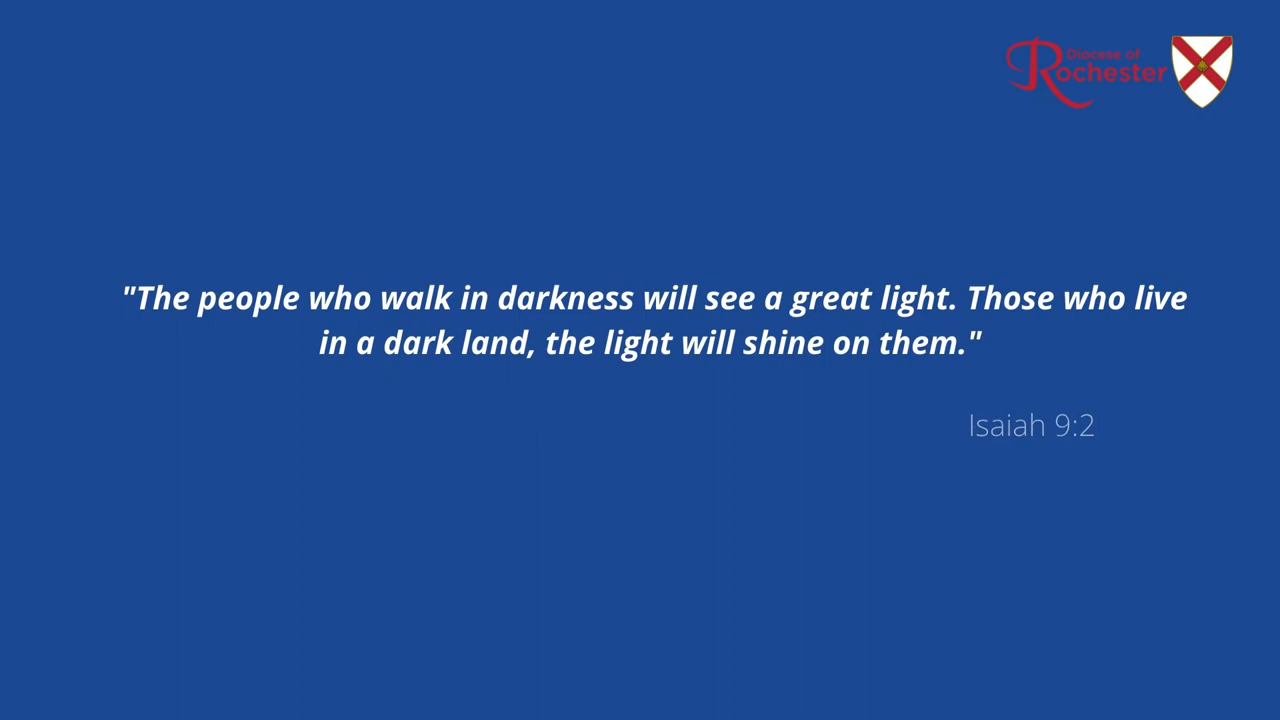 Diocese of
Rochester
"The people who walk in darkness will see a great light. Those who live
in a dark land, the light will shine on them."
Isaiah 9:2